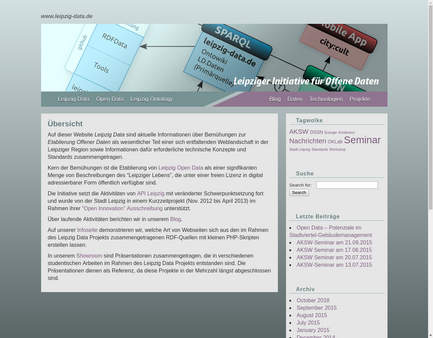 www.leipzig-data.de
github
RDFData
Tools
SPARQL
leipzig-data.de
Ontowiki
LD.Daten
(Primärquelle)
Mobile App
city:cult
Leipziger Initiative für Offene Daten
Leipzig Data Open Data Leipzig Ontology
Blog Daten Technologien Projekte
Übersicht
Auf dieser Website Leipzig Data sind aktuelle Informationen über Bemühungen zur
Etablierung Offener Daten als wesentlicher Teil einer sich entfaltenden Webland­schaft in der
Leipziger Region sowie Informationen dafür erforderliche technische Konzepte und
Standards zusammengetragen.
Kern der Bemühungen ist die Etablierung von Leipzig Open Data als einer signifikanten
Menge von Beschreibungen des "Leipziger Lebens", die unter einer freien Lizenz in digital
adressierbarer Form öffentlich verfügbar sind.
Die Initiative setzt die Aktivitäten von API Leipzig mit veränderter Schwerpunktsetzung fort
und wurde von der Stadt Leipzig in einem Kurzzeitprojekt (Nov. 2012 bis April 2013) im
Rahmen ihrer "Open Innovation" Ausschreibung unterstützt.
Über laufende Aktivitäten berichten wir in unserem Blog.
Auf unserer Infoseite demonstrieren wir, welche Art von Webseiten sich aus den im Rahmen
des Leipzig Data Projekts zusammengetragenen RDF-Quellen mit kleinen PHP-Skripten
erstellen lassen.
In unserem Showroom sind Präsentationen zusammengetragen, die in verschiedenen
studentischen Arbeiten im Rahmen des Leipzig Data Projekts entstanden sind. Die
Präsentationen dienen als Referenz, da diese Projekte in der Mehrzahl längst abgeschlossen
sind.
Tagwolke
AKSW
Nachrichten OKLab Seminar
Stadt Leipzig Standards Workshop
Suche
Search for:
Search
Letzte Beiträge
Open Data – Potenziale im
Stadtviertel-Gebäudemanagement
AKSW-Seminar am 21.09.2015
AKSW-Seminar am 17.08.2015
AKSW-Seminar am 20.07.2015
AKSW-Seminar am 13.07.2015
Archiv
October 2018
September 2015
August 2015
July 2015
January 2015
December 2014